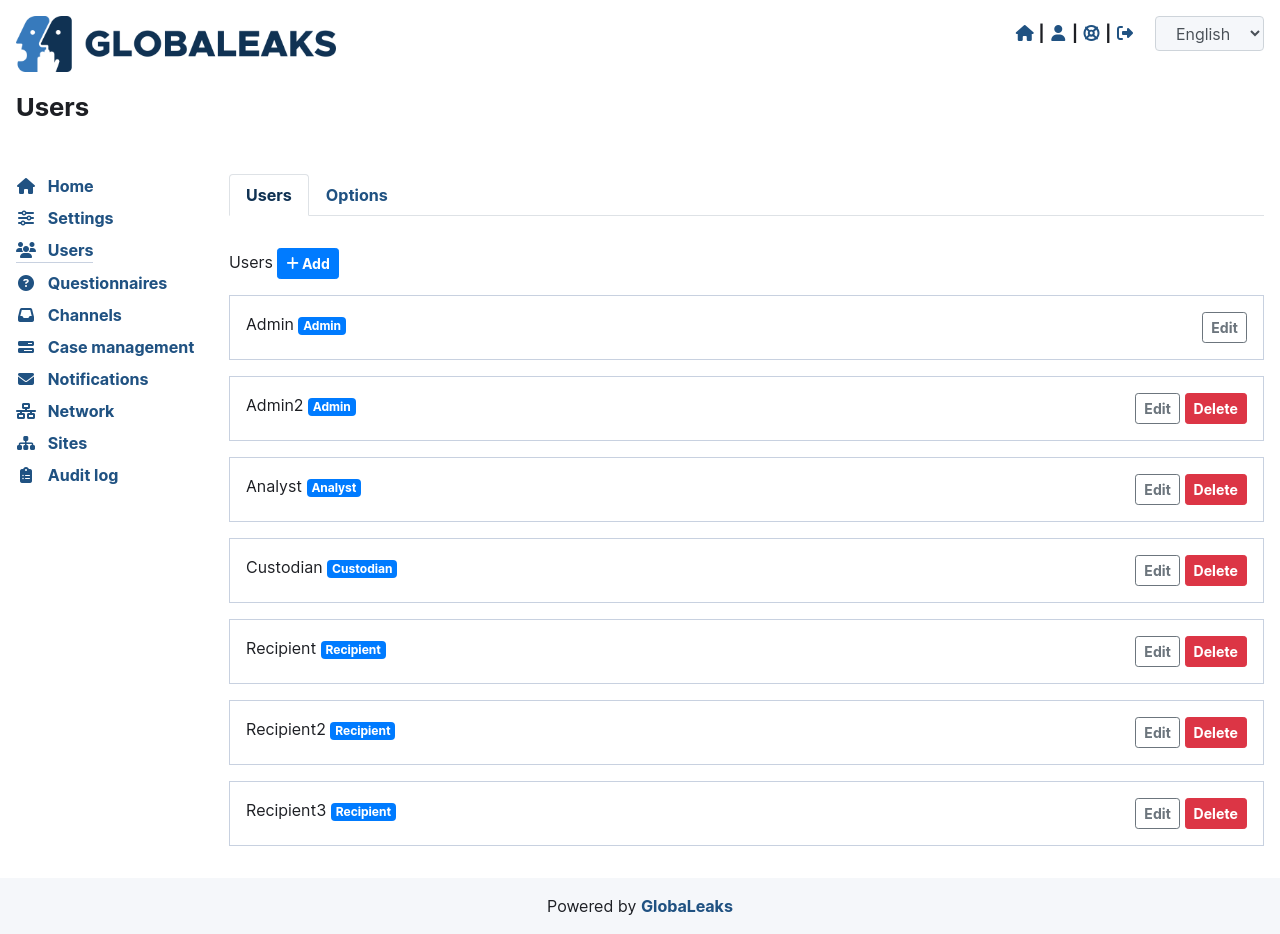 GLOBALEAKS
English
Users
Home
Settings
Users
Questionnaires
Channels
Case management
Notifications
Network
Sites
Audit log
Users Options
Users Add
Admin Admin Edit
Admin2 Admin Edit Delete
Analyst Analyst Edit Delete
Custodian Custodian Edit Delete
Recipient Recipient Edit Delete
Recipient2 Recipient Edit Delete
Recipient3 Recipient Edit Delete
Powered by GlobaLeaks